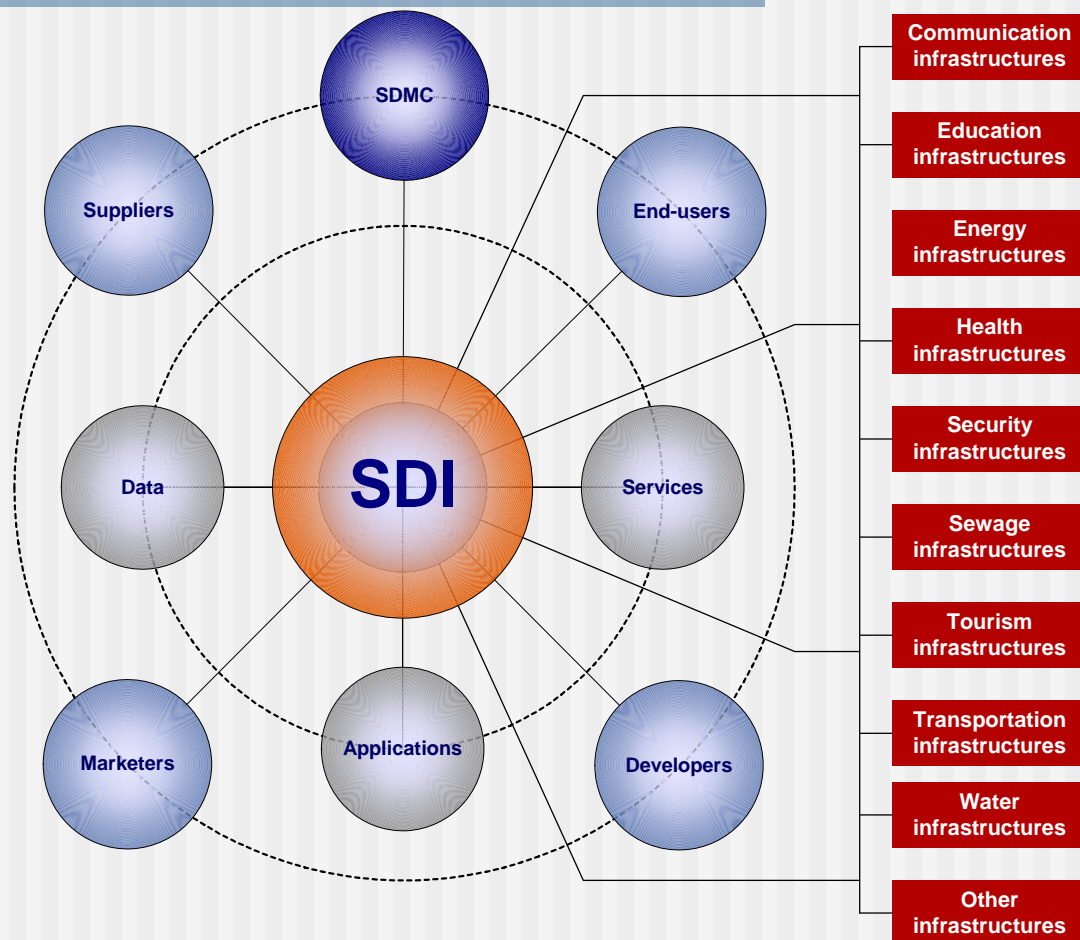 SDMC
Suppliers
End-users
SDI
Data
Services
Applications
Marketers
Developers
Communication
infrastructures
Education
infrastructures
Energy
infrastructures
Health
infrastructures
Security
infrastructures
Sewage
infrastructures
Tourism
infrastructures
Transportation
infrastructures
Water
infrastructures
Other
infrastructures